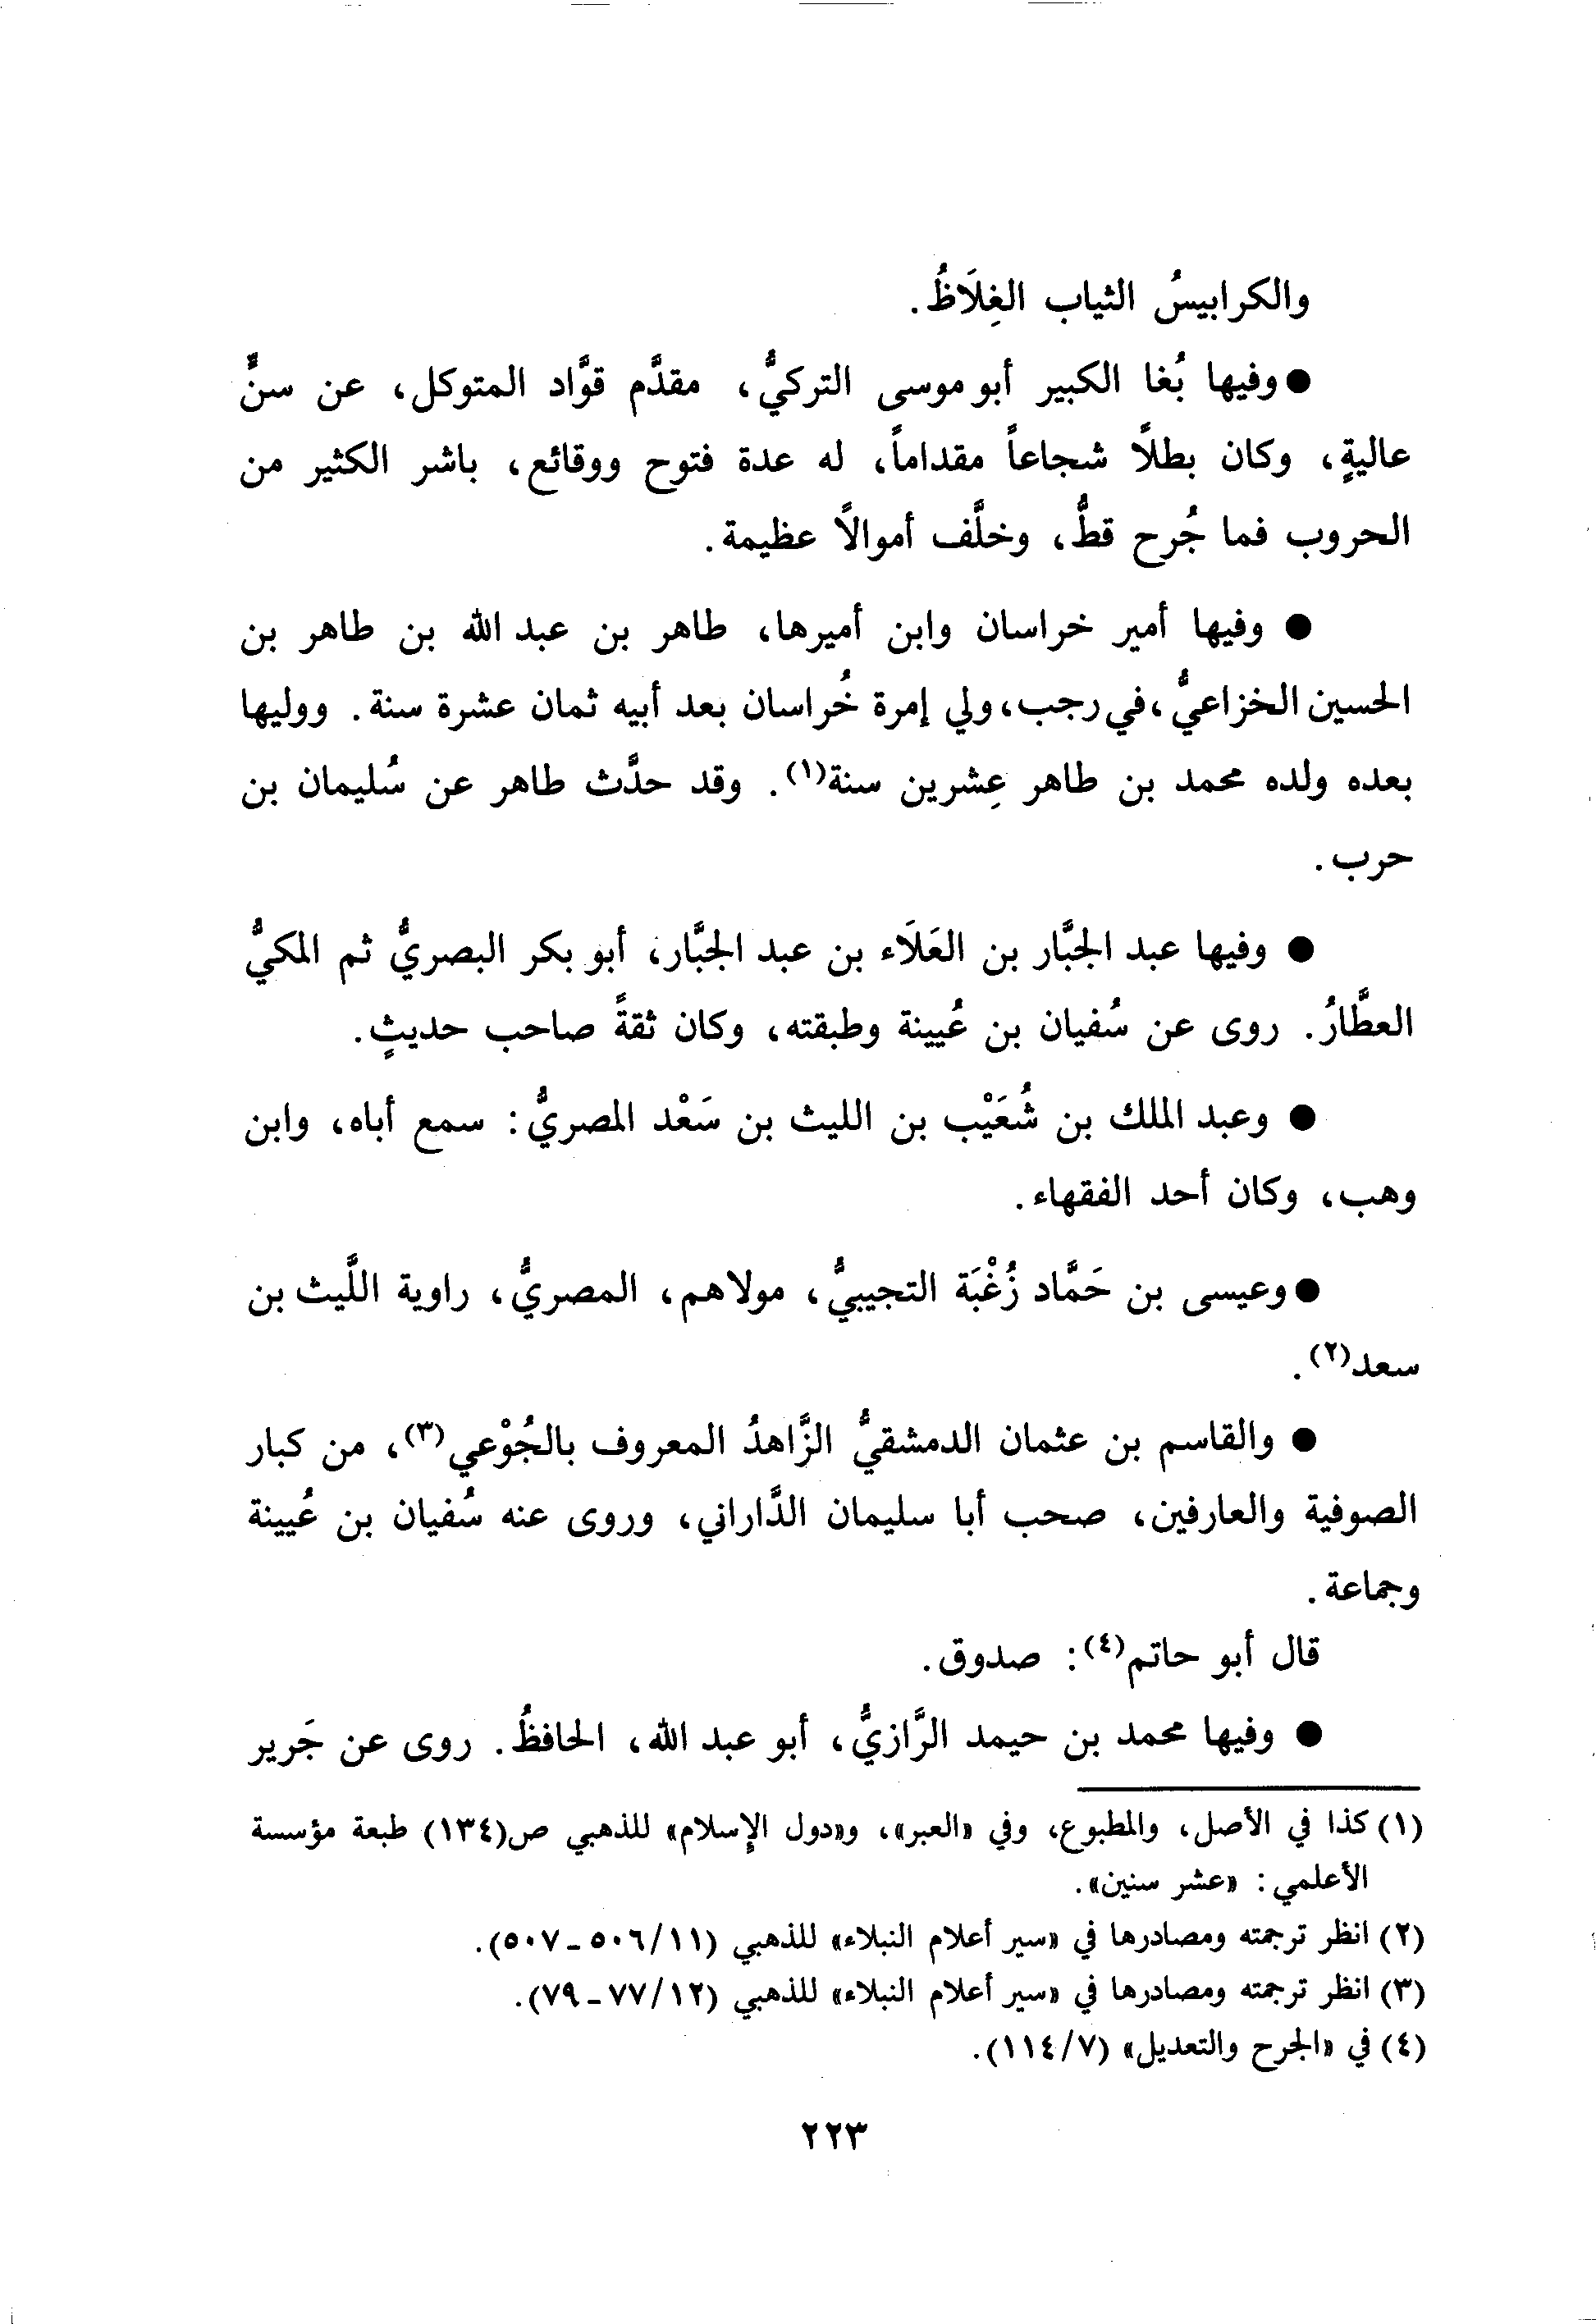 والكرابيسُ الثياب الغِلَاظُ.
● وفيها بُغا الكبير أبو موسى التركيُّ، مقدَّم قوَّاد المتوكل، عن سنٍّ
عاليةٍ، وكان بطلًا شجاعاً مقداماً، له عدة فتوح ووقائع، باشر الكثير من
الحروب فما جُرح قطُّ، وخلَّف أموالًا عظيمة.
● وفيها أمير خراسان وابن أميرها، طاهر بن عبد الله بن طاهر بن
الحسين الخزاعيُّ، في رجب، ولي إمرة خُراسان بعد أبيه ثمان عشرة سنة. ووليها
بعده ولده محمد بن طاهر عِشرين سنة(١). وقد حدَّث طاهر عن سُليمان بن
حرب.
● وفيها عبد الجبَّار بن العَلَاء بن عبد الجبَّار، أبو بكر البصريُّ ثم المكيُّ
العطَّارُ. روى عن سُفيان بن عُيينة وطبقته، وكان ثقةً صاحب حديثٍ.
● وعبد الملك بن شُعَيْب بن الليث بن سَعْد المصريُّ: سمع أباه، وابن
وهب، وكان أحد الفقهاء.
● وعيسى بن حَمَّاد زُغْبَة التجيبيُّ، مولاهم، المصريُّ، راوية اللَّيث بن
سعد(٢).
● والقاسم بن عثمان الدمشقيُّ الزَّاهدُ المعروف بالجُوْعي(٣)، من كبار
الصوفية والعارفين، صحب أبا سليمان الدَّاراني، وروى عنه سُفيان بن عُيينة
وجماعة.
قال أبو حاتم(٤): صدوق.
● وفيها محمد بن حيمد الرَّازيُّ، أبو عبد الله، الحافظُ. روى عن جَرير
(١) كذا في الأصل، والمطبوع، وفي «العبر»، و«دول الإسلام» للذهبي ص(١٣٤) طبعة مؤسسة
الأعلمي: «عشر سنين».
(٢) انظر ترجمته ومصادرها في «سير أعلام النبلاء» للذهبي (١١/٥٠٦ـ٥٠٧).
(٣) انظر ترجمته ومصادرها في «سير أعلام النبلاء» للذهبي (١٢/٧٧ـ٧٩).
(٤) في «الجرح والتعديل» (٧/١١٤).
٢٢٣